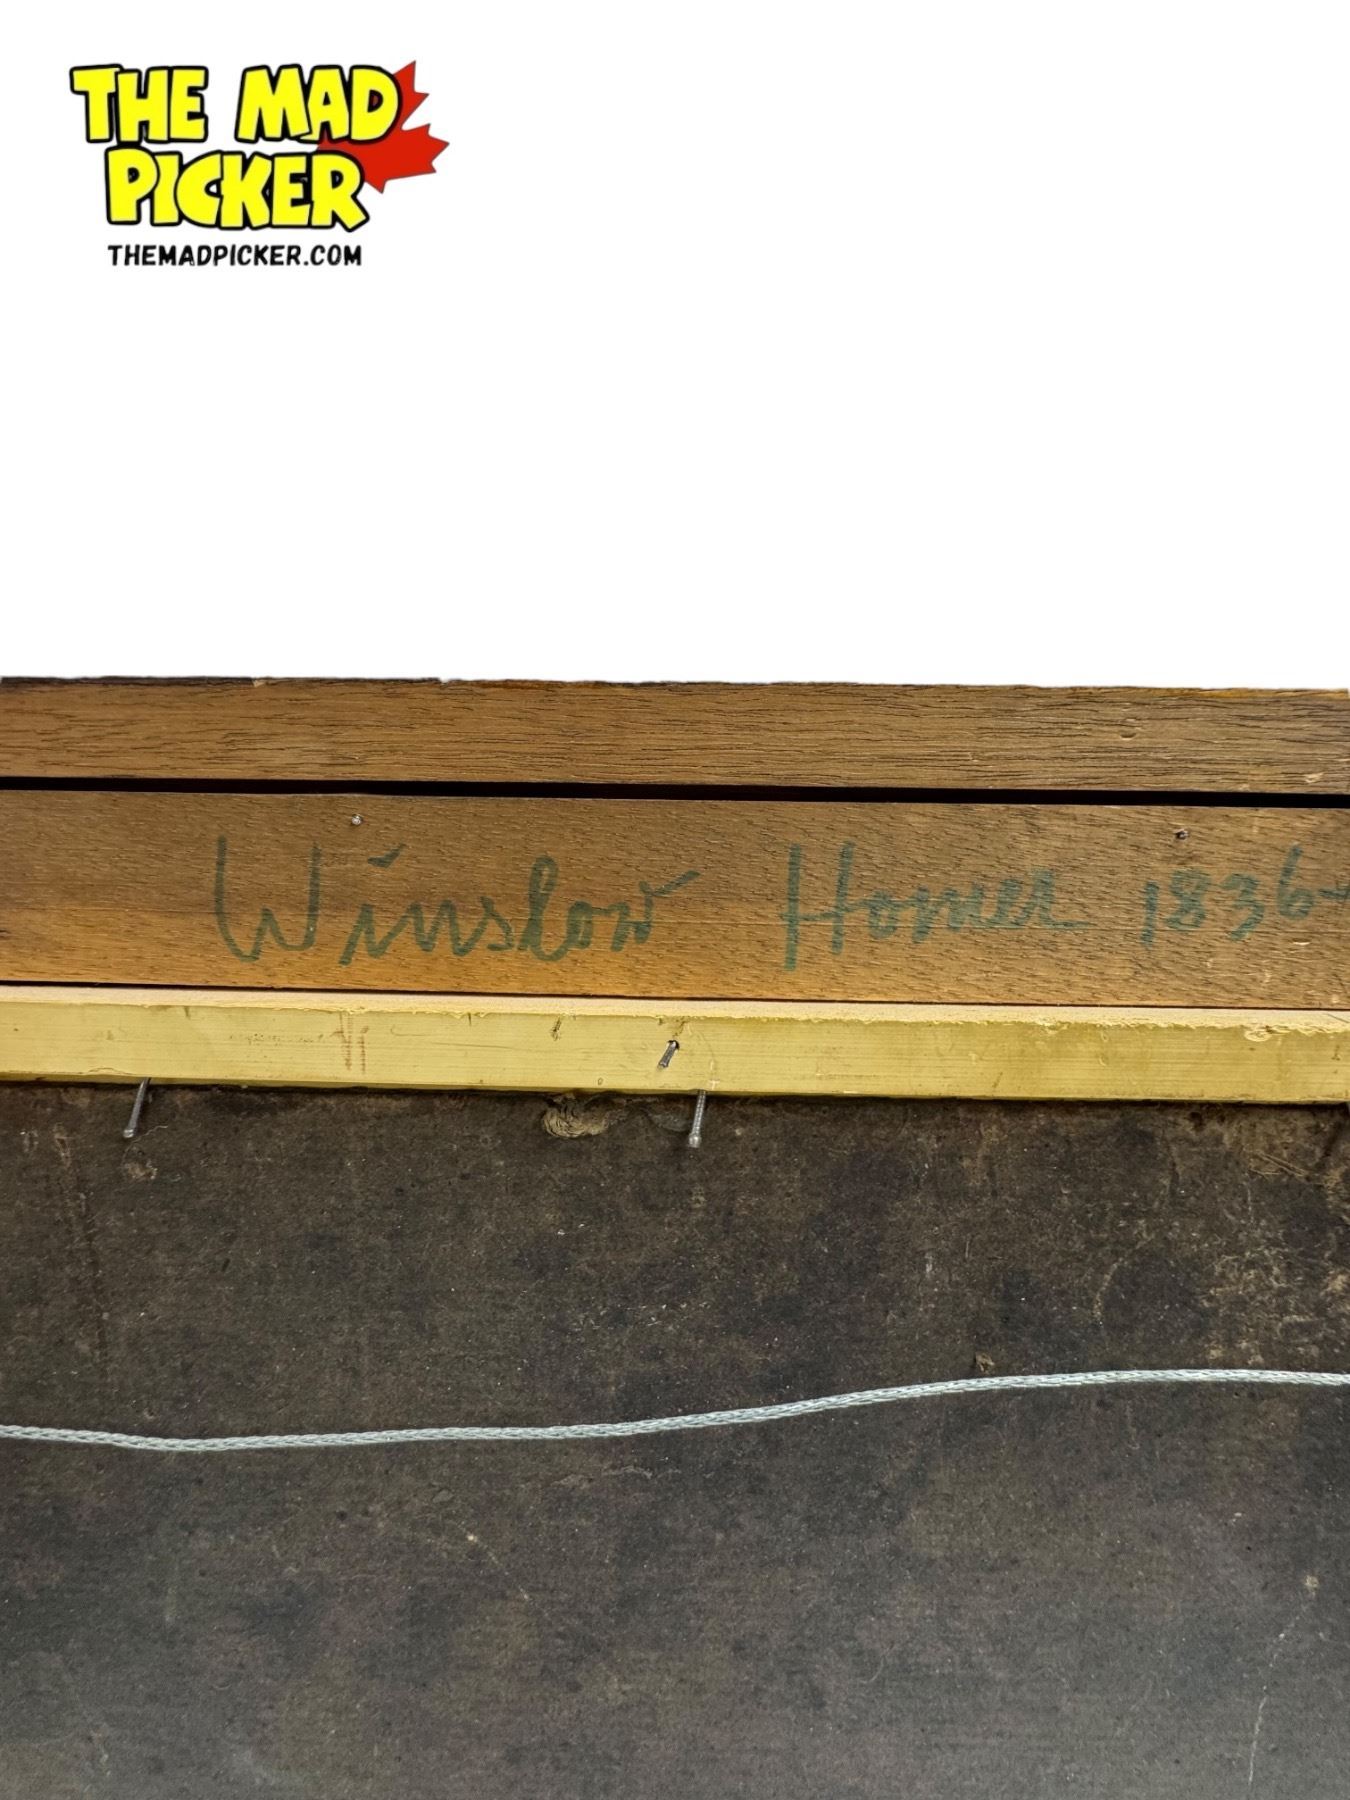 THE MAD
PICKER
THEMADPICKER.COM
Winslow Homer 1836-